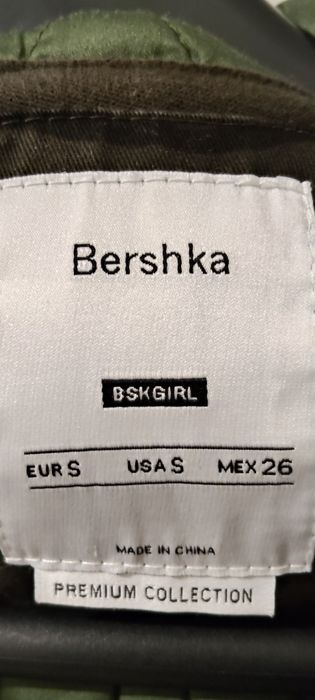 Bershka
BSKGIRL
EUR S USA S MEX 26
MADE IN CHINA
PREMIUM COLLECTION